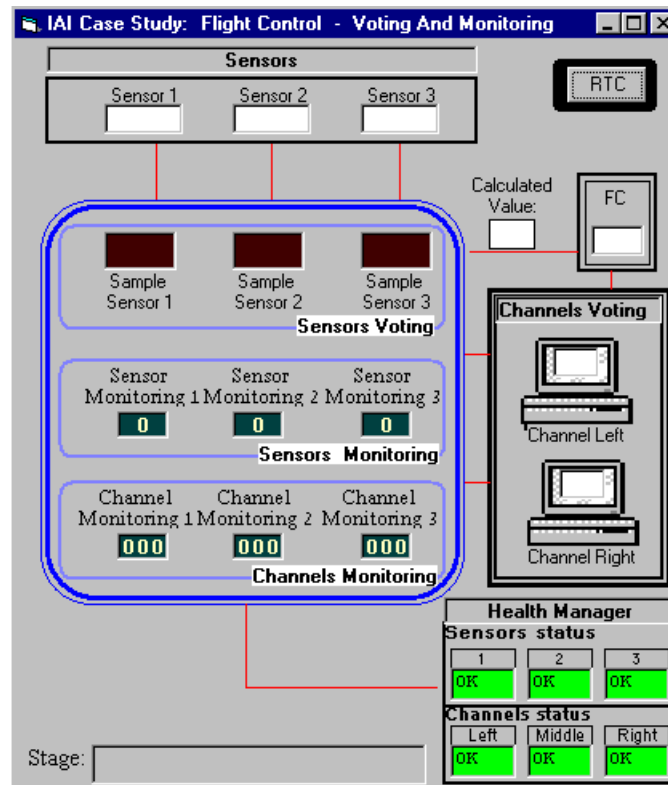 IAI Case Study: Flight Control - Voting And Monitoring
Sensors
RTC
Sensor 1
Sensor 2
Sensor 3
Calculated
Value:
FC
Sample
Sensor 1
Sample
Sensor 2
Sample
Sensor 3
Sensors Voting
Channels Voting
Channel Left
Channel Right
Sensor
Monitoring 1
Sensor
Monitoring 2
Sensor
Monitoring 3
0
0
0
Sensors Monitoring
Channel
Monitoring 1
Channel
Monitoring 2
Channel
Monitoring 3
000
000
000
Channels Monitoring
Health Manager
Sensors status
1
2
3
OK
OK
OK
Channels status
Left
Middle
Right
OK
OK
OK
Stage: